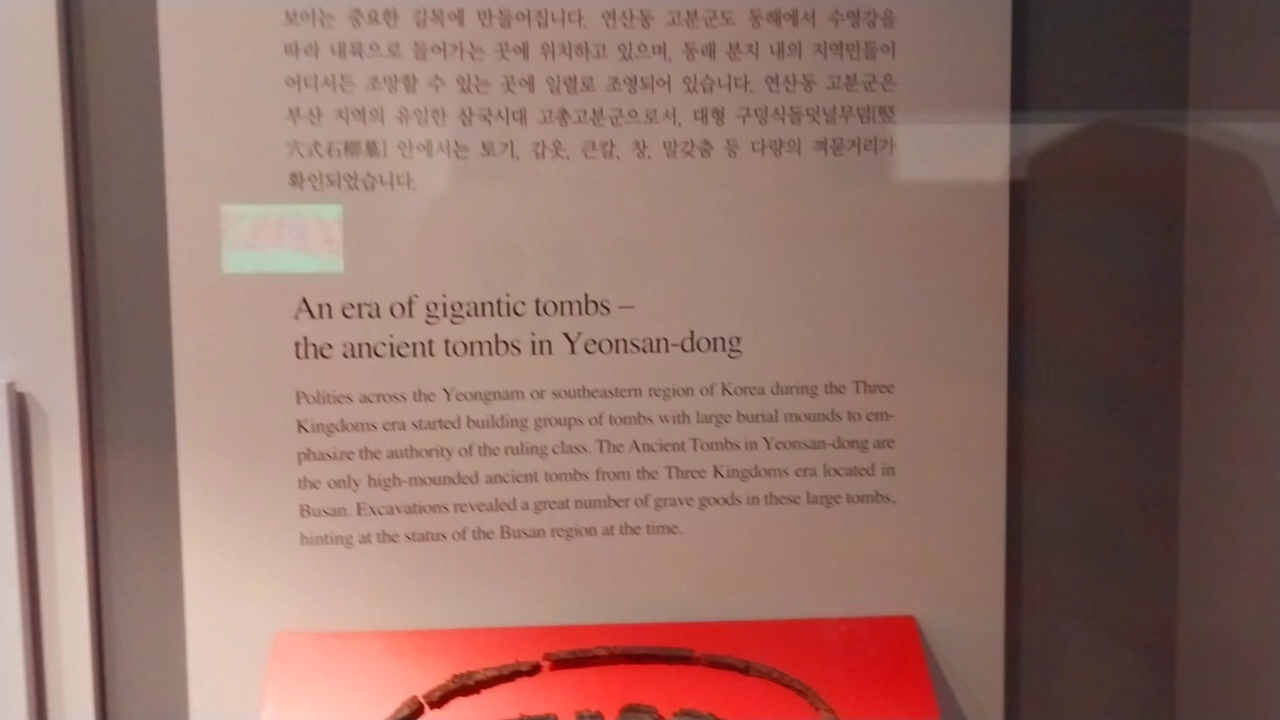 보이는 중요한 길목에 만들어집니다. 연산동 고분군도 동해에서 수영강을
따라 내륙으로 들어가는 곳에 위치하고 있으며, 동래 분지 내의 지역민들이
어디서든 조망할 수 있는 곳에 일렬로 조영되어 있습니다. 연산동 고분군은
부산 지역의 유일한 삼국시대 고총고분군으로서, 대형 구덩식돌덧널무덤[竪
穴式石槨墓] 안에서는 토기, 갑옷, 큰칼, 창, 말갖춤 등 다량의 껴묻거리가
확인되었습니다.
An era of gigantic tombs –
the ancient tombs in Yeonsan-dong
Polities across the Yeongnam or southeastern region of Korea during the Three
Kingdoms era started building groups of tombs with large burial mounds to em-
phasize the authority of the ruling class. The Ancient Tombs in Yeonsan-dong are
the only high-mounded ancient tombs from the Three Kingdoms era located in
Busan. Excavations revealed a great number of grave goods in these large tombs,
hinting at the status of the Busan region at the time.